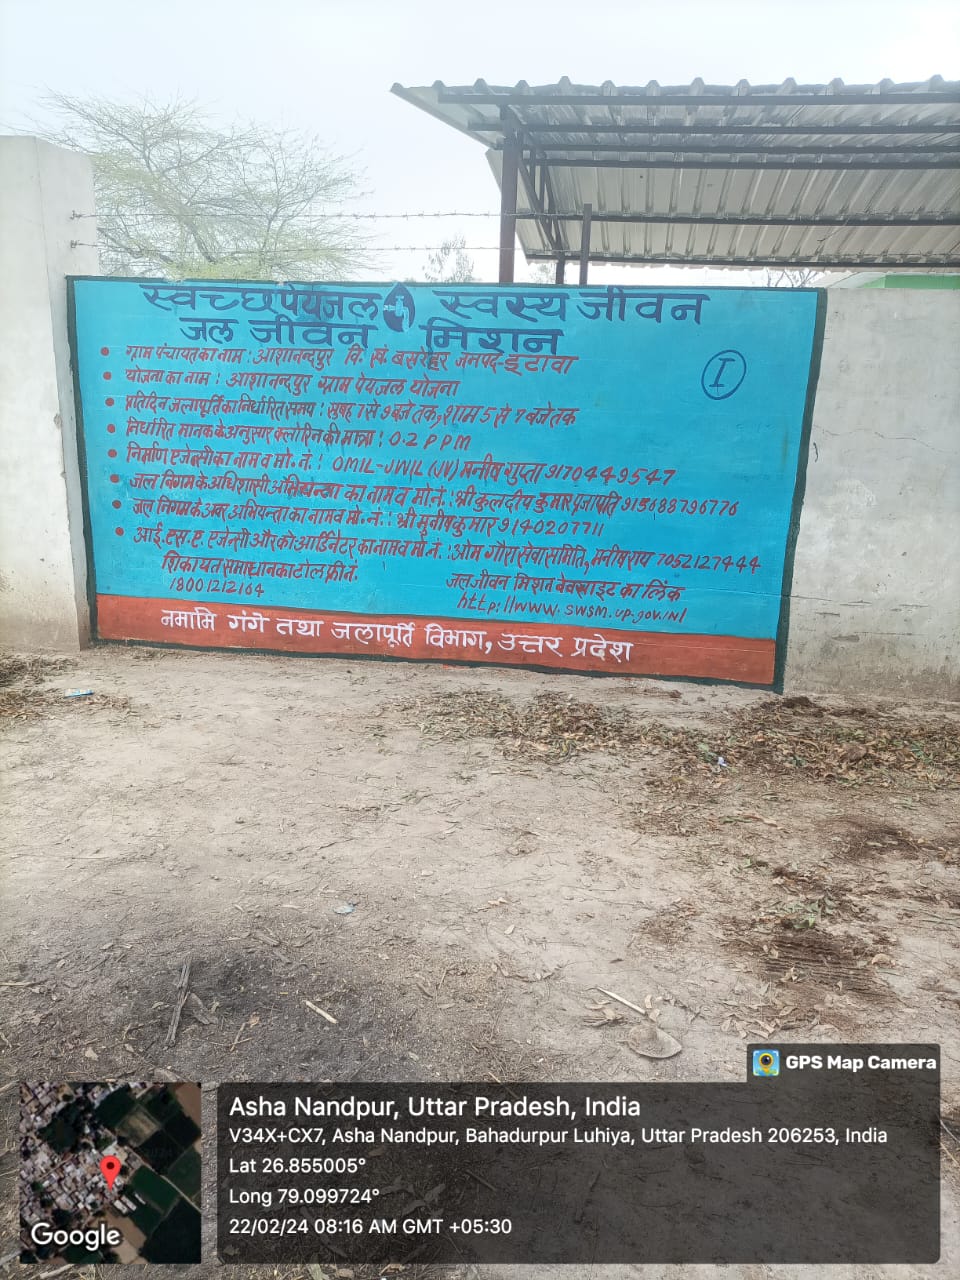 स्वच्छ पेयजल स्वस्थ जीवन
जल जीवन मिशन
I
• ग्राम पंचायत का नाम : आशानन्दपुर वि. खं. बसरेहर जनपद-इटावा
• योजना का नाम : आशानन्दपुर ग्राम पेयजल योजना
• प्रतिदिन जलापूर्ति का निर्धारित समय : सुबह 7 से 9 बजे तक, शाम 5 से 7 बजे तक
• निर्धारित मानक के अनुसार क्लोरिन की मात्रा : 0.2 PPM
• निर्माण एजेन्सी का नाम व मो. नं. : OMIL-JWIL (JV) मनीष गुप्ता 9170449547
• जल निगम के अधिशासी का नाम व मो.नं. : श्री कुलदीप कुमार प्रजापति
• जल निगम के अवर अभियन्ता का नाम व मो. नं. : श्री मुनीष कुमार 9140207711
• आई.एस.ए. एजेन्सी और को-आर्डिनेटर का नाम व मो. नं. : ओम गौरा सेवा समिति, मनीष राय 7052127444
शिकायत समाधान का टोल फ्री नं.
18001212164
जल जीवन मिशन वेबसाइट का लिंक
http://www.swsm.up.gov.in/
नमामि गंगे तथा जलापूर्ति विभाग, उत्तर प्रदेश
GPS Map Camera
Asha Nandpur, Uttar Pradesh, India
V34X+CX7, Asha Nandpur, Bahadurpur Luhiya, Uttar Pradesh 206253, India
Lat 26.855005°
Long 79.099724°
22/02/24 08:16 AM GMT +05:30
Google